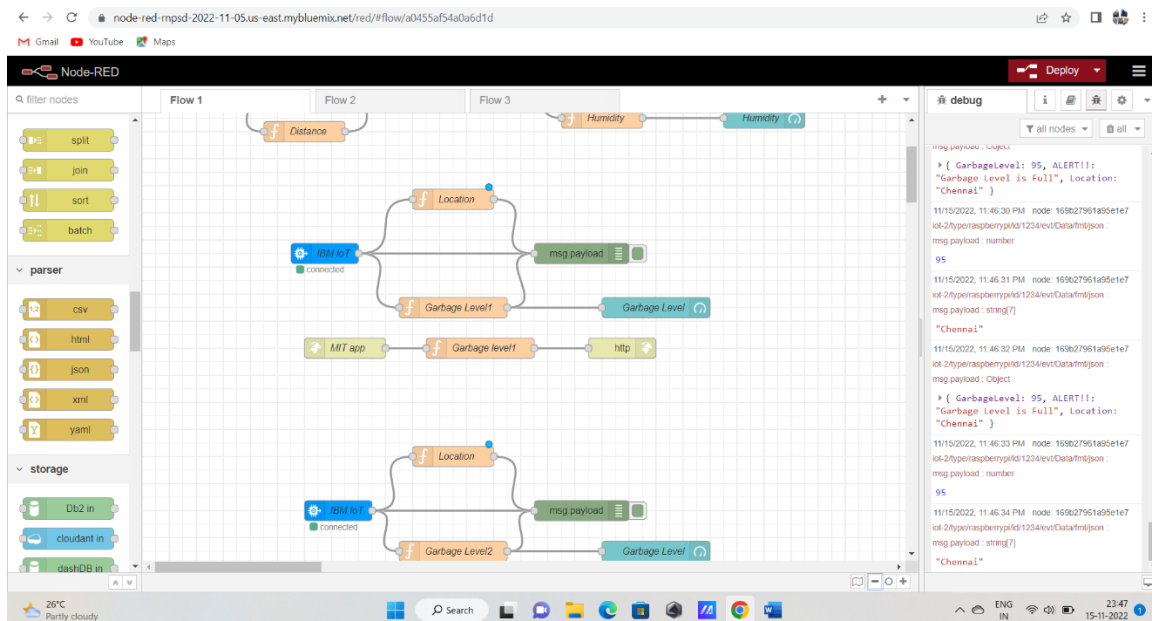 node-red-rnpsd-2022-11-05.us-east.mybluemix.net/red/#flow/a0455af54a0a6d1d
Gmail YouTube Maps
Node-RED Deploy
filter nodes Flow 1 Flow 2 Flow 3 debug i
all nodes all
split
join
sort
batch
parser
csv
html
json
xml
yaml
storage
Db2 in
cloudant in
dashDB in
Distance Humidity Humidity
Location
IBM IoT msg.payload
connected
Garbage Level1 Garbage Level
MIT app Garbage level1 http
Location
IBM IoT msg.payload
connected
Garbage Level2 Garbage Level
msg.payload : Object
{ GarbageLevel: 95, ALERT!!:
"Garbage Level is Full", Location:
"Chennai" }
11/15/2022, 11:46:30 PM node: 169b27961a95e1e7
iot-2/type/raspberrypi/id/1234/evt/Data/fmt/json :
msg.payload : number
95
11/15/2022, 11:46:31 PM node: 169b27961a95e1e7
iot-2/type/raspberrypi/id/1234/evt/Data/fmt/json :
msg.payload : string[7]
"Chennai"
11/15/2022, 11:46:32 PM node: 169b27961a95e1e7
iot-2/type/raspberrypi/id/1234/evt/Data/fmt/json :
msg.payload : Object
{ GarbageLevel: 95, ALERT!!:
"Garbage Level is Full", Location:
"Chennai" }
11/15/2022, 11:46:33 PM node: 169b27961a95e1e7
iot-2/type/raspberrypi/id/1234/evt/Data/fmt/json :
msg.payload : number
95
11/15/2022, 11:46:34 PM node: 169b27961a95e1e7
iot-2/type/raspberrypi/id/1234/evt/Data/fmt/json :
msg.payload : string[7]
"Chennai"
26°C
Partly cloudy
Search
ENG
IN
23:47
15-11-2022
1